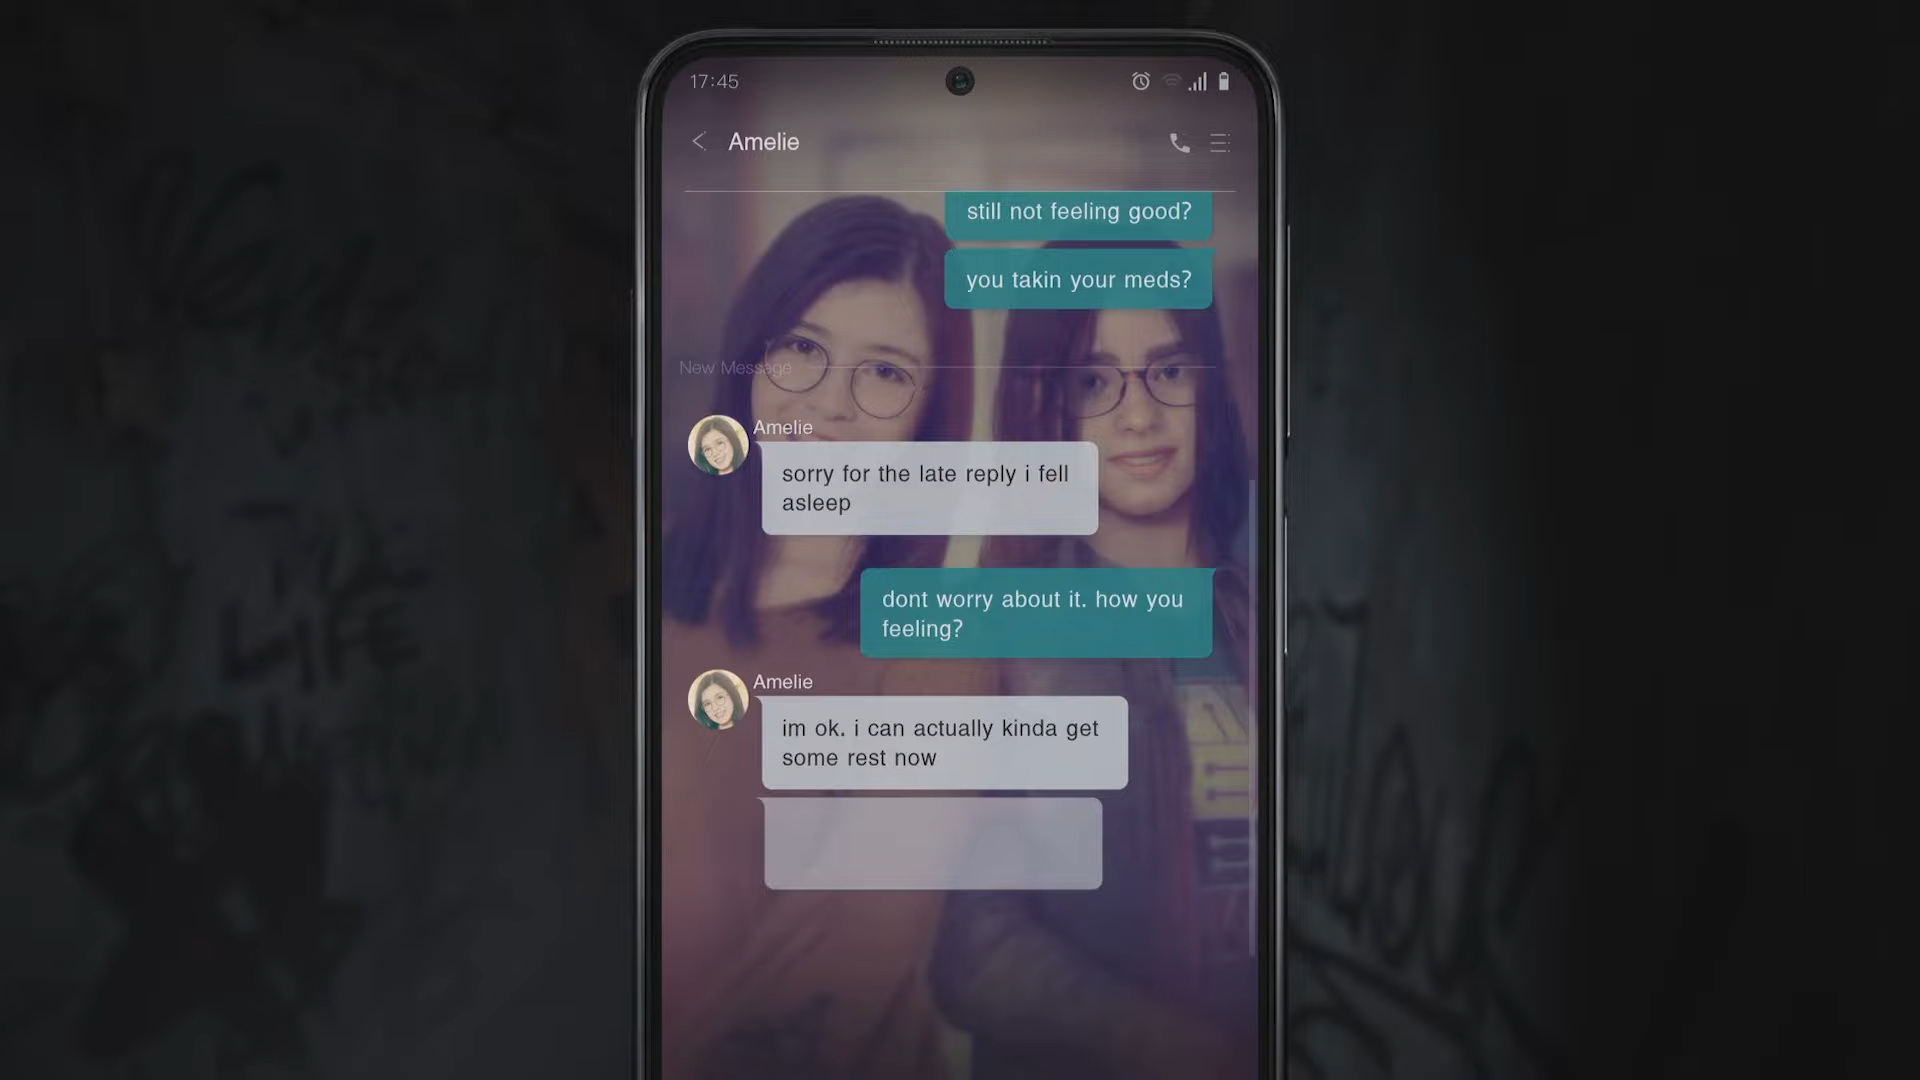 17:45
Amelie
still not feeling good?
you takin your meds?
New Message
Amelie
sorry for the late reply i fell
asleep
dont worry about it. how you
feeling?
Amelie
im ok. i can actually kinda get
some rest now
THE
LIFE